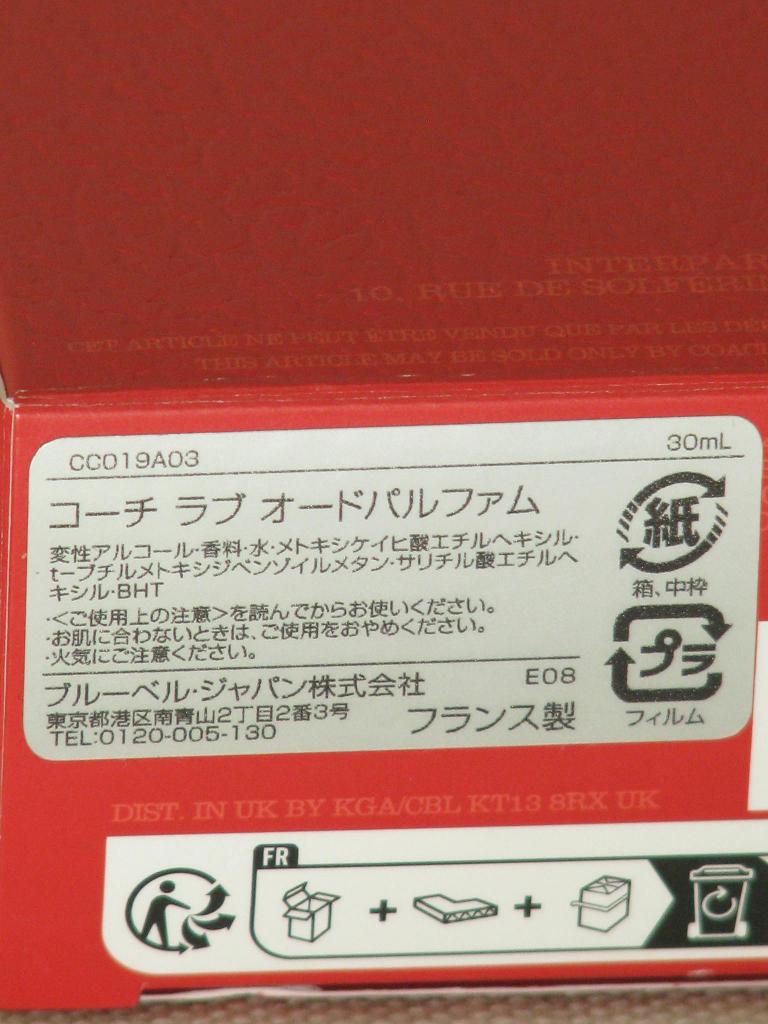 INTERPAR
10, RUE DE SOLFERI
CET ARTICLE NE PEUT ÊTRE VENDU QUE PAR LES DÉ
THIS ARTICLE MAY BE SOLD ONLY BY COAC
CC019A03 30mL
コーチ ラブ オードパルファム
変性アルコール・香料・水・メトキシケイヒ酸エチルヘキシル・
t-ブチルメトキシジベンゾイルメタン・サリチル酸エチルヘ
キシル・BHT
・<ご使用上の注意>を読んでからお使いください。
・お肌に合わないときは、ご使用をおやめください。
・火気にご注意ください。
紙
箱、中枠
プラ
フィルム
ブルーベル・ジャパン株式会社 E08
東京都港区南青山2丁目2番3号
TEL:0120-005-130 フランス製
DIST. IN UK BY KGA/CBL KT13 8RX UK
FR